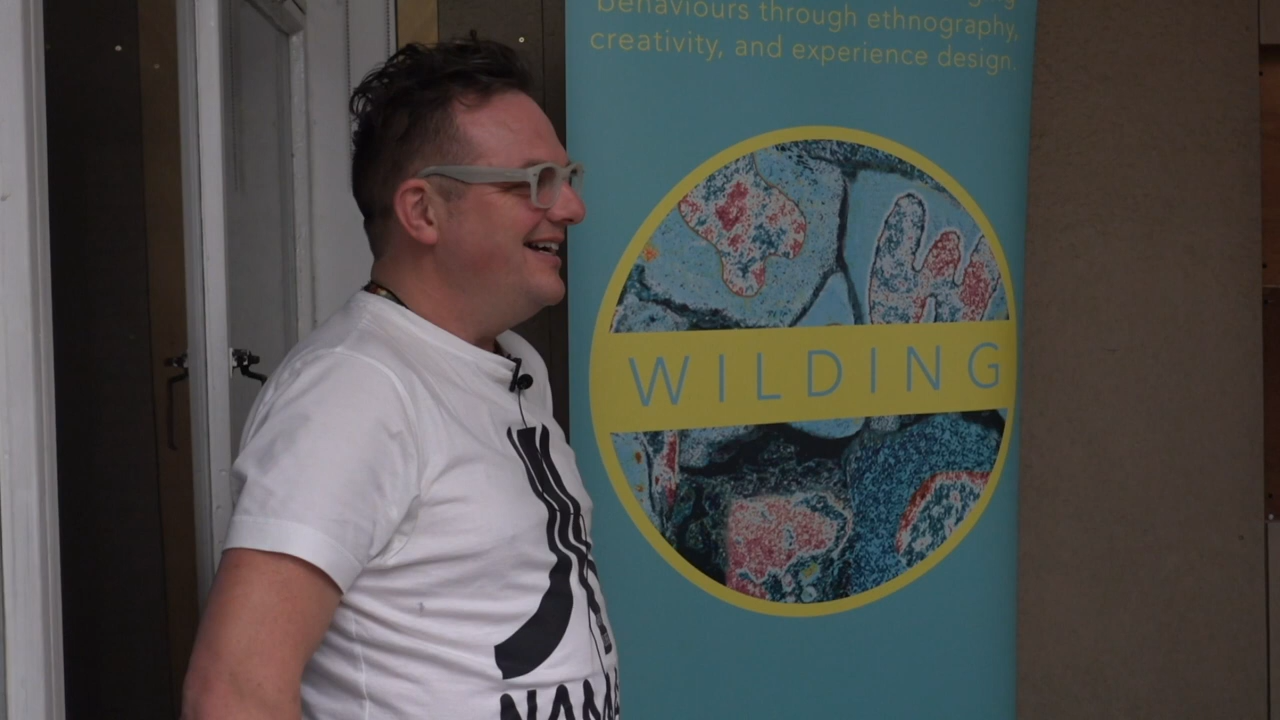 behaviours through ethnography,
creativity, and experience design.
WILDING